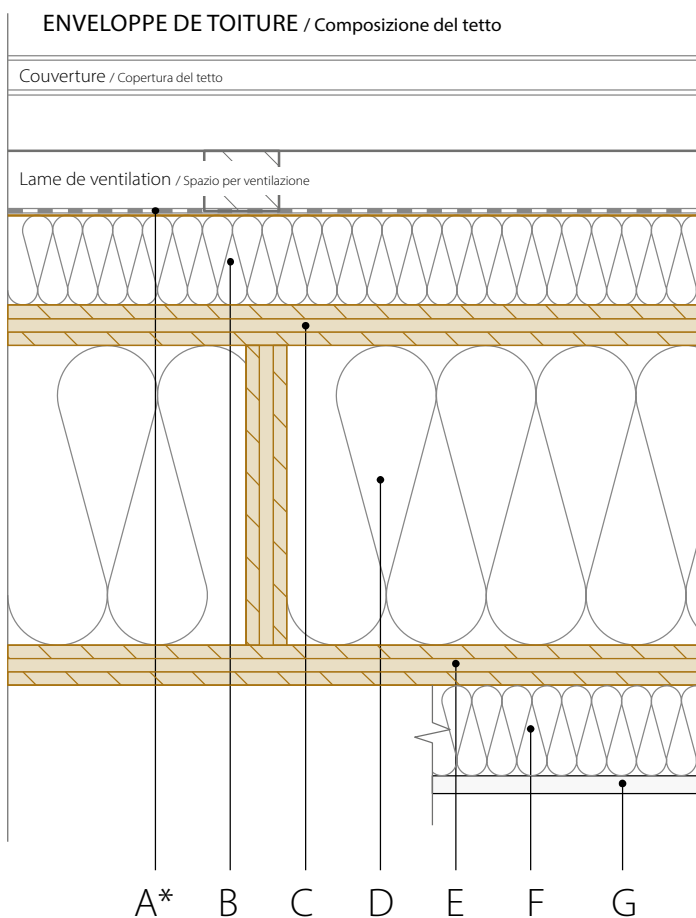 ENVELOPPE DE TOITURE / Composizione del tetto
Couverture / Copertura del tetto
Lame de ventilation / Spazio per ventilazione
A* B C D E F G